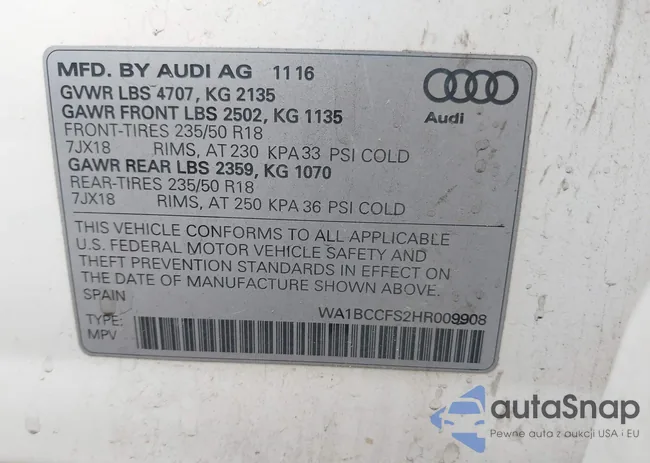 MFD. BY AUDI AG 11 16
GVWR LBS 4707, KG 2135
GAWR FRONT LBS 2502, KG 1135
FRONT-TIRES 235/50 R18
7JX18 RIMS, AT 230 KPA 33 PSI COLD
GAWR REAR LBS 2359, KG 1070
REAR-TIRES 235/50 R18
7JX18 RIMS, AT 250 KPA 36 PSI COLD
Audi
THIS VEHICLE CONFORMS TO ALL APPLICABLE
U.S. FEDERAL MOTOR VEHICLE SAFETY AND
THEFT PREVENTION STANDARDS IN EFFECT ON
THE DATE OF MANUFACTURE SHOWN ABOVE.
SPAIN
WA1BCCFS2HR009908
TYPE:
MPV
autaSnap
Pewne auta z aukcji USA i EU